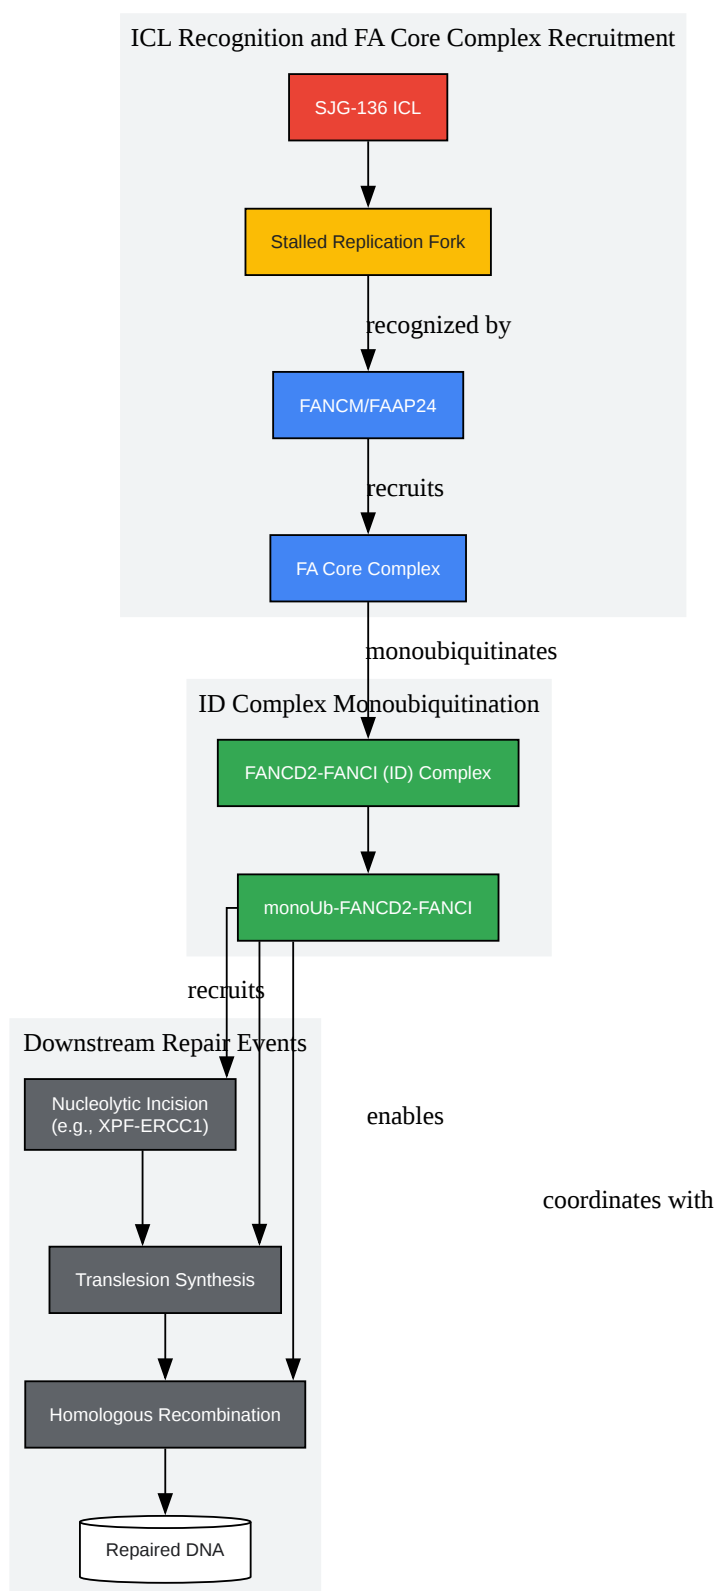 ICL Recognition and FA Core Complex Recruitment
SJG-136 ICL
Stalled Replication Fork
recognized by
FANCM/FAAP24
recruits
FA Core Complex
monoubiquitinates
ID Complex Monoubiquitination
FANCD2-FANCI (ID) Complex
monoUb-FANCD2-FANCI
recruits
Downstream Repair Events
Nucleolytic Incision
(e.g., XPF-ERCC1)
enables
coordinates with
Translesion Synthesis
Homologous Recombination
Repaired DNA